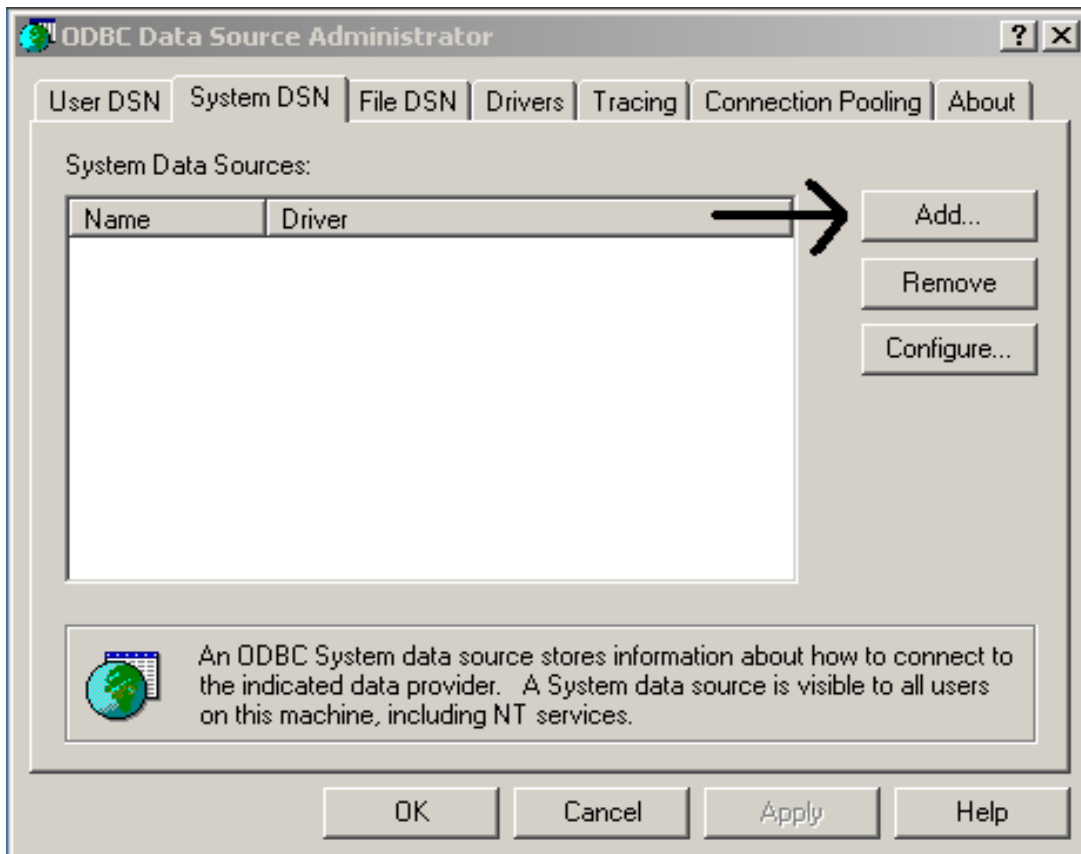 ODBC Data Source Administrator
User DSN System DSN File DSN Drivers Tracing Connection Pooling About
System Data Sources:
Name Driver
Add...
Remove
Configure...
An ODBC System data source stores information about how to connect to
the indicated data provider. A System data source is visible to all users
on this machine, including NT services.
OK Cancel Apply Help